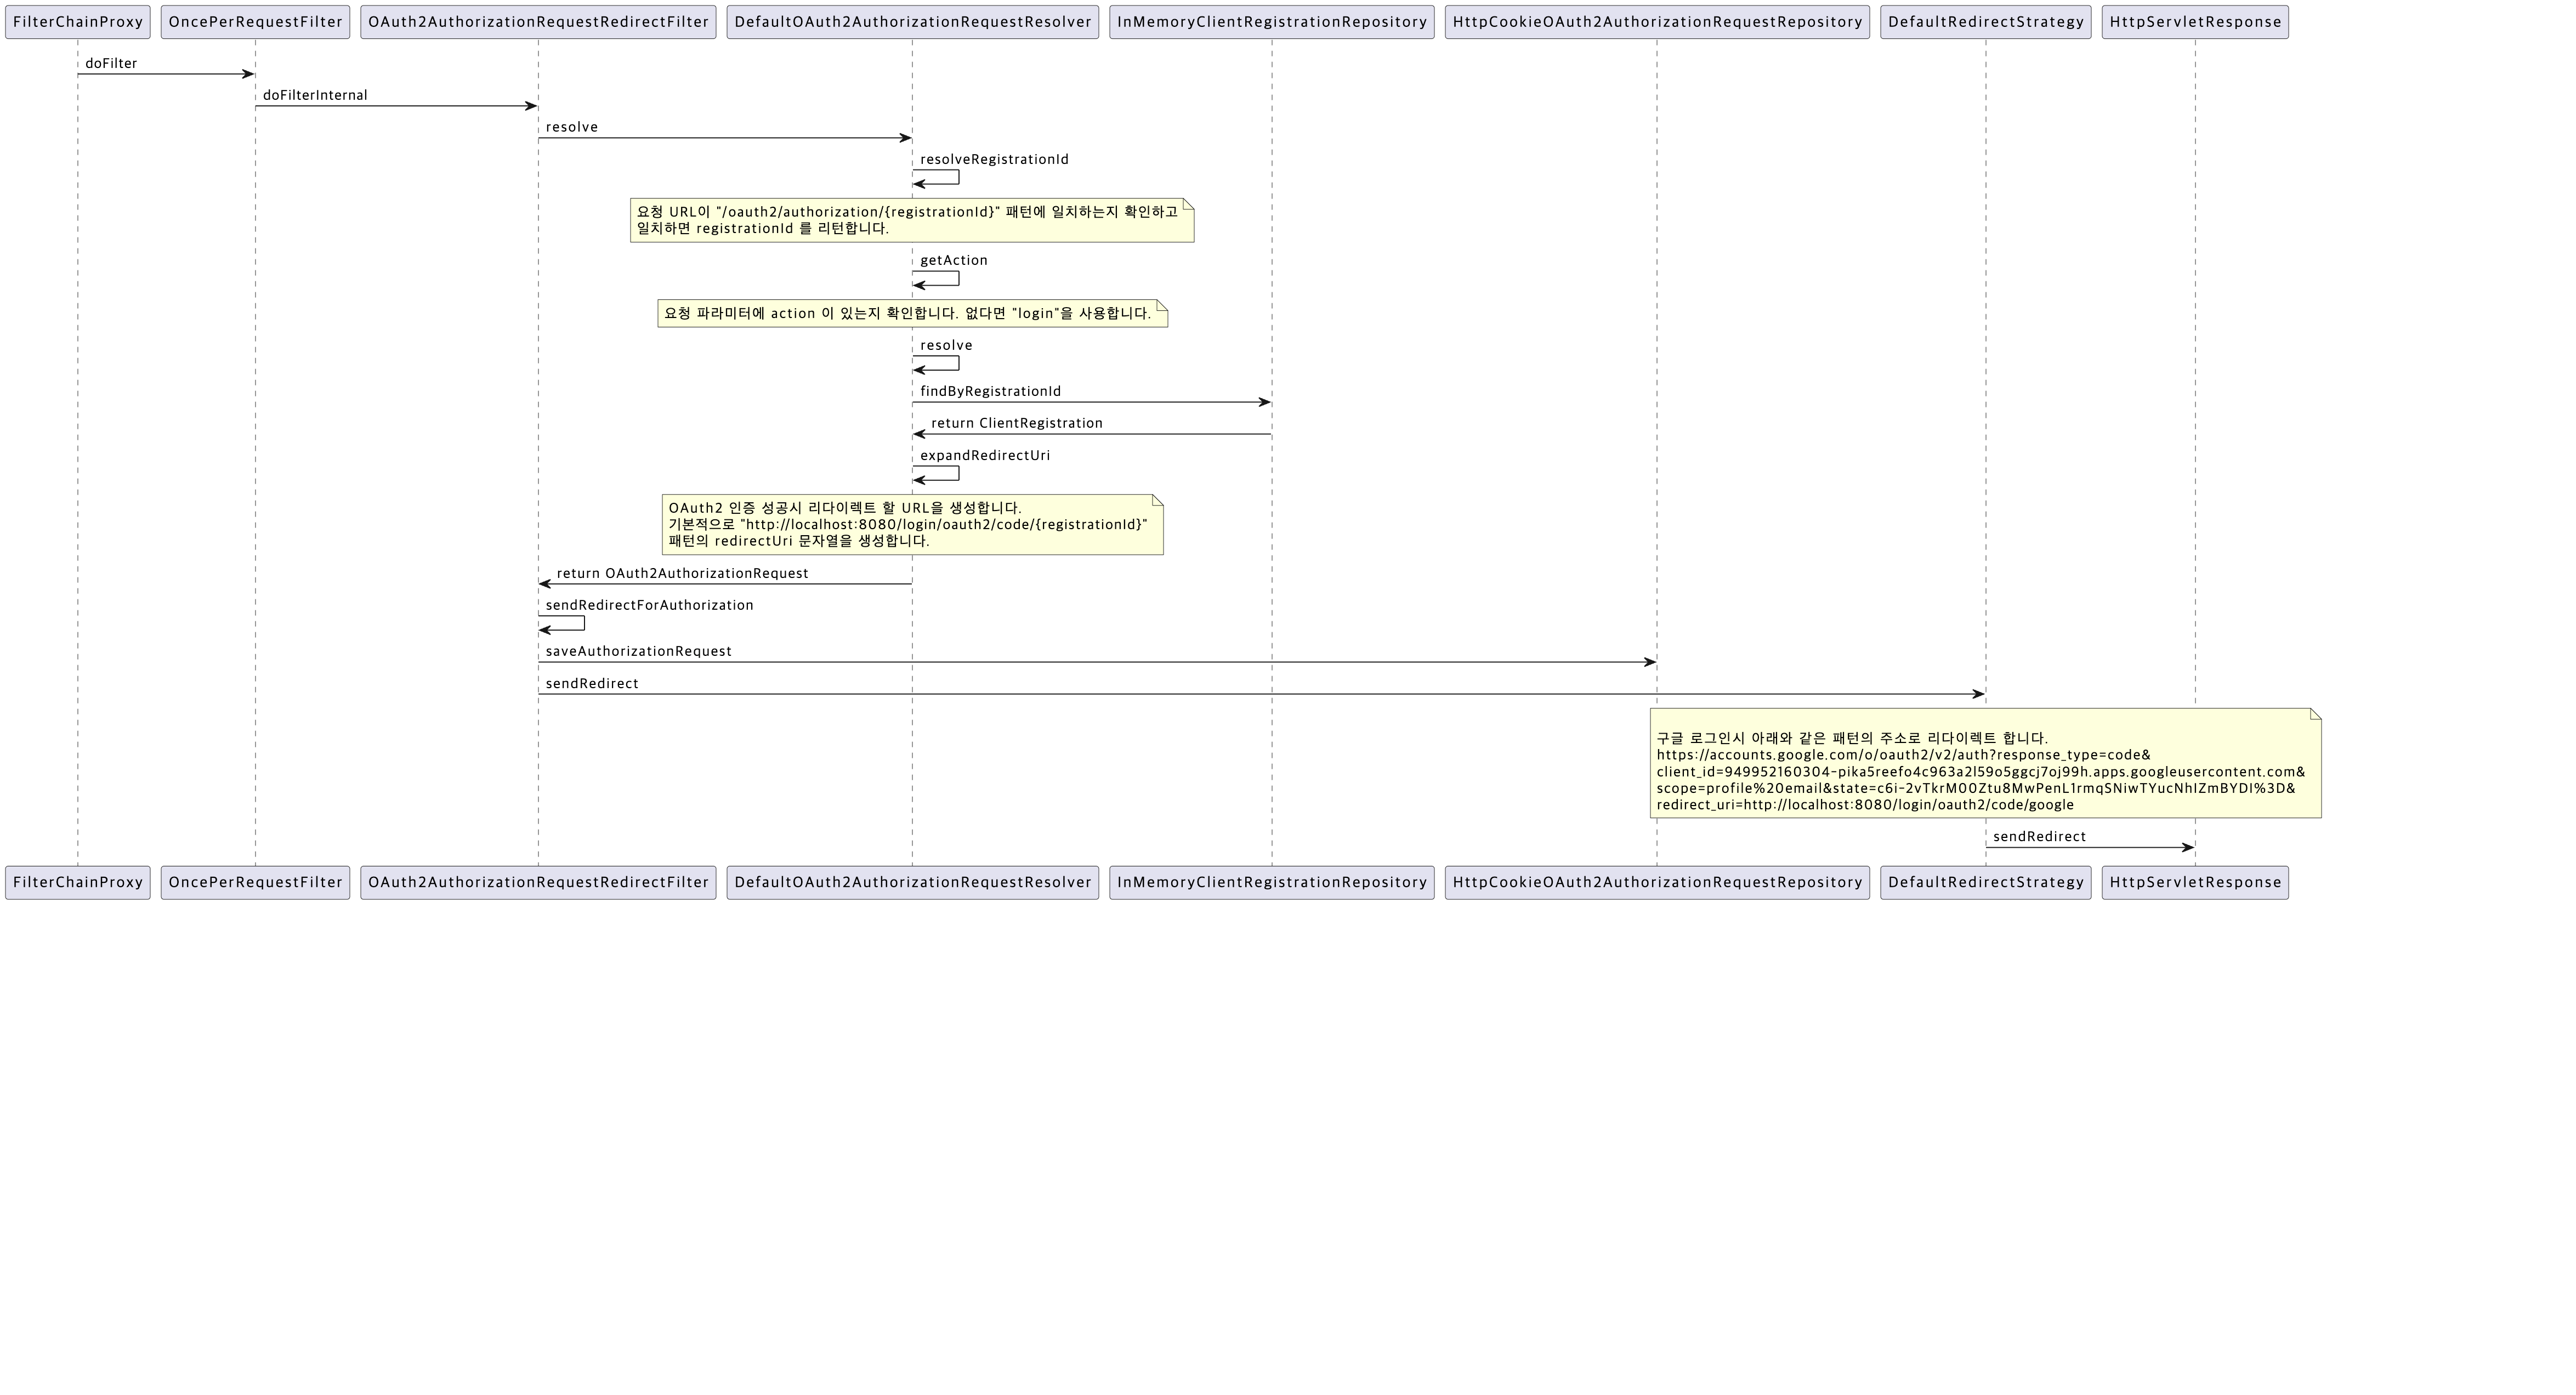 FilterChainProxy
OncePerRequestFilter
OAuth2AuthorizationRequestRedirectFilter
DefaultOAuth2AuthorizationRequestResolver
InMemoryClientRegistrationRepository
HttpCookieOAuth2AuthorizationRequestRepository
DefaultRedirectStrategy
HttpServletResponse
doFilter
doFilterInternal
resolve
resolveRegistrationId
요청 URL이 "/oauth2/authorization/{registrationId}" 패턴에 일치하는지 확인하고
일치하면 registrationId 를 리턴합니다.
getAction
요청 파라미터에 action 이 있는지 확인합니다. 없다면 "login"을 사용합니다.
resolve
findByRegistrationId
return ClientRegistration
expandRedirectUri
OAuth2 인증 성공시 리다이렉트 할 URL을 생성합니다.
기본적으로 "http://localhost:8080/login/oauth2/code/{registrationId}"
패턴의 redirectUri 문자열을 생성합니다.
return OAuth2AuthorizationRequest
sendRedirectForAuthorization
saveAuthorizationRequest
sendRedirect
구글 로그인시 아래와 같은 패턴의 주소로 리다이렉트 합니다.
https://accounts.google.com/o/oauth2/v2/auth?response_type=code&
client_id=949952160304-pika5reefo4c963a2l59o5ggcj7oj99h.apps.googleusercontent.com&
scope=profile%20email&state=c6i-2vTkrM0OZtu8MwPenL1rmqSNiwTYucNhIZmBYDI%3D&
redirect_uri=http://localhost:8080/login/oauth2/code/google
sendRedirect
FilterChainProxy
OncePerRequestFilter
OAuth2AuthorizationRequestRedirectFilter
DefaultOAuth2AuthorizationRequestResolver
InMemoryClientRegistrationRepository
HttpCookieOAuth2AuthorizationRequestRepository
DefaultRedirectStrategy
HttpServletResponse